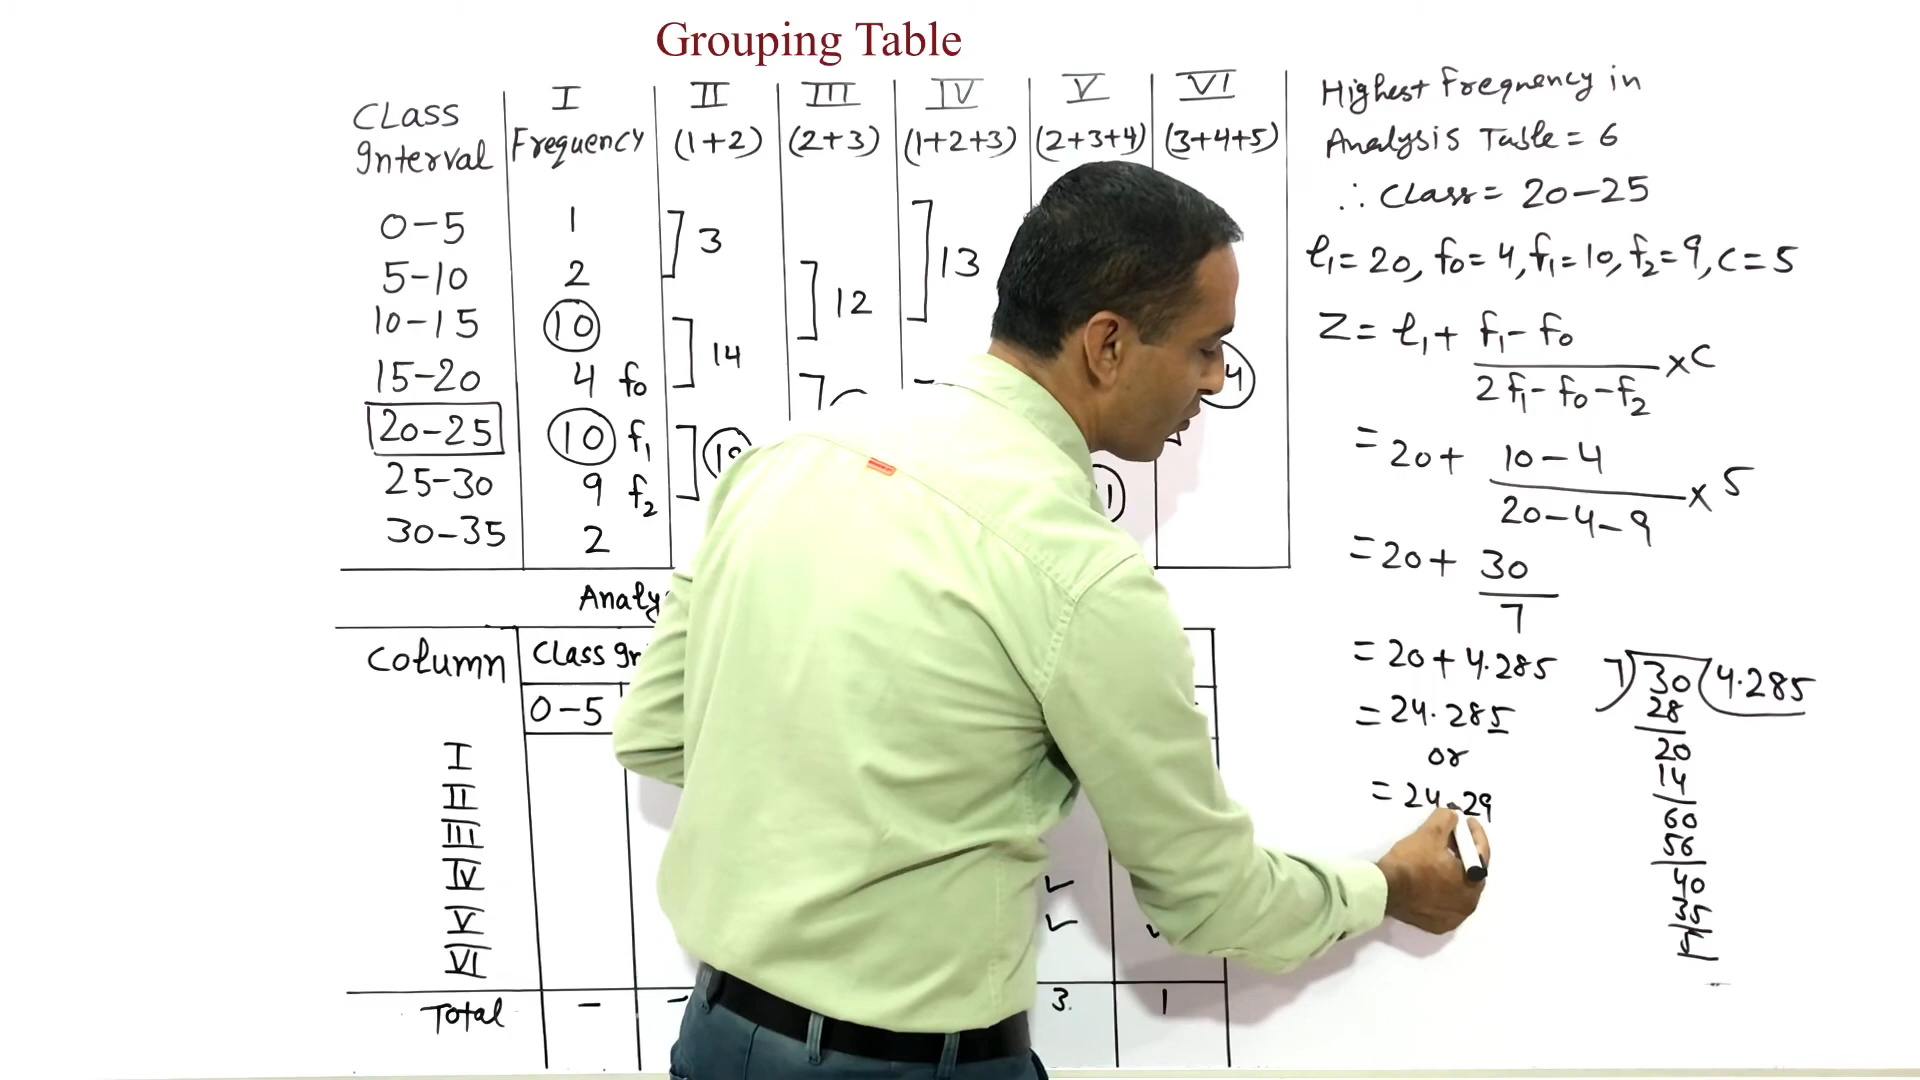 Grouping Table
Class Interval I Frequency II (1+2) III (2+3) IV (1+2+3) V (2+3+4) VI (3+4+5)
0-5 1
3
5-10 2
13
12
10-15 10
14
15-20 4 f0
20-25 10 f1
25-30 9 f2
30-35 2
Column Class
0-5
I
II
III
IV ✓
V ✓
VI
Total - - 3 1
Highest Frequency in
Analysis Table = 6
∴ Class = 20-25
l1 = 20, f0 = 4, f1 = 10, f2 = 9, C = 5
Z = l1 + f1 - f0 / 2f1 - f0 - f2 × C
= 20 + 10 - 4 / 20 - 4 - 9 × 5
= 20 + 30 / 7
= 20 + 4.285
= 24.285
or
= 24.29
7 ) 30 ( 4.285
28
20
14
60
56
40
35
5